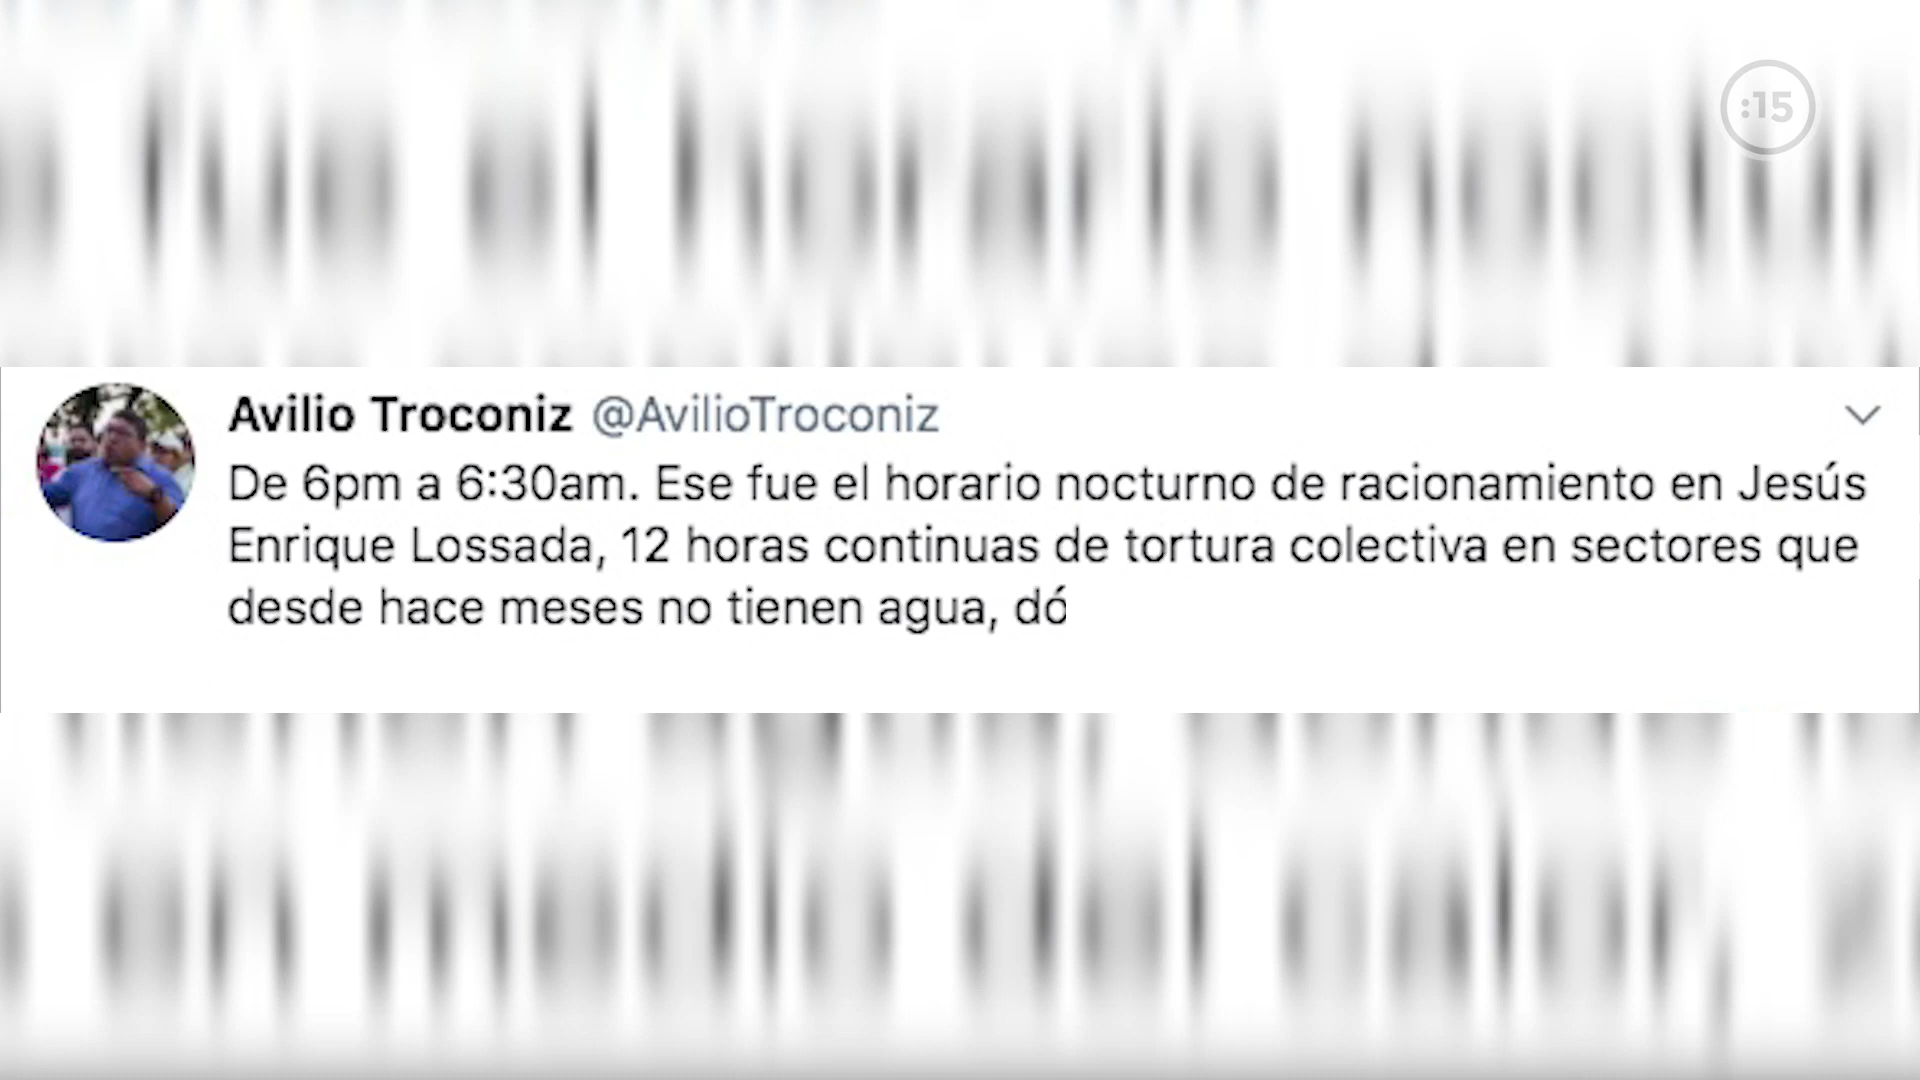 :15
Avilio Troconiz @AvilioTroconiz
De 6pm a 6:30am. Ese fue el horario nocturno de racionamiento en Jesús
Enrique Lossada, 12 horas continuas de tortura colectiva en sectores que
desde hace meses no tienen agua, dó